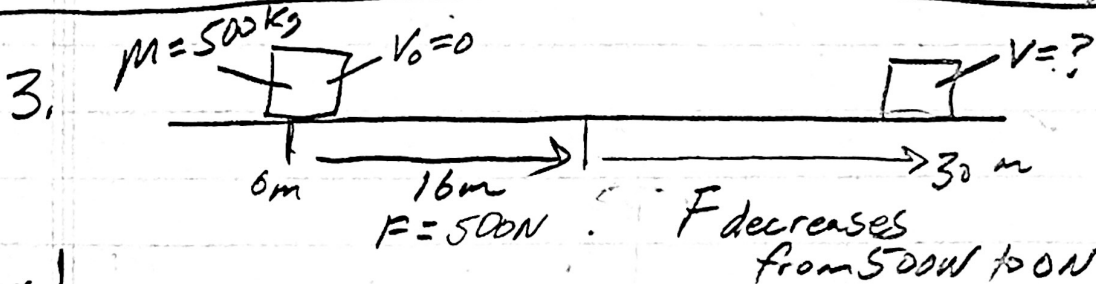 3.
M=500kg
V₀=0
V=?
0m
16m
30 m
F=500N
F decreases
from 500N to 0N